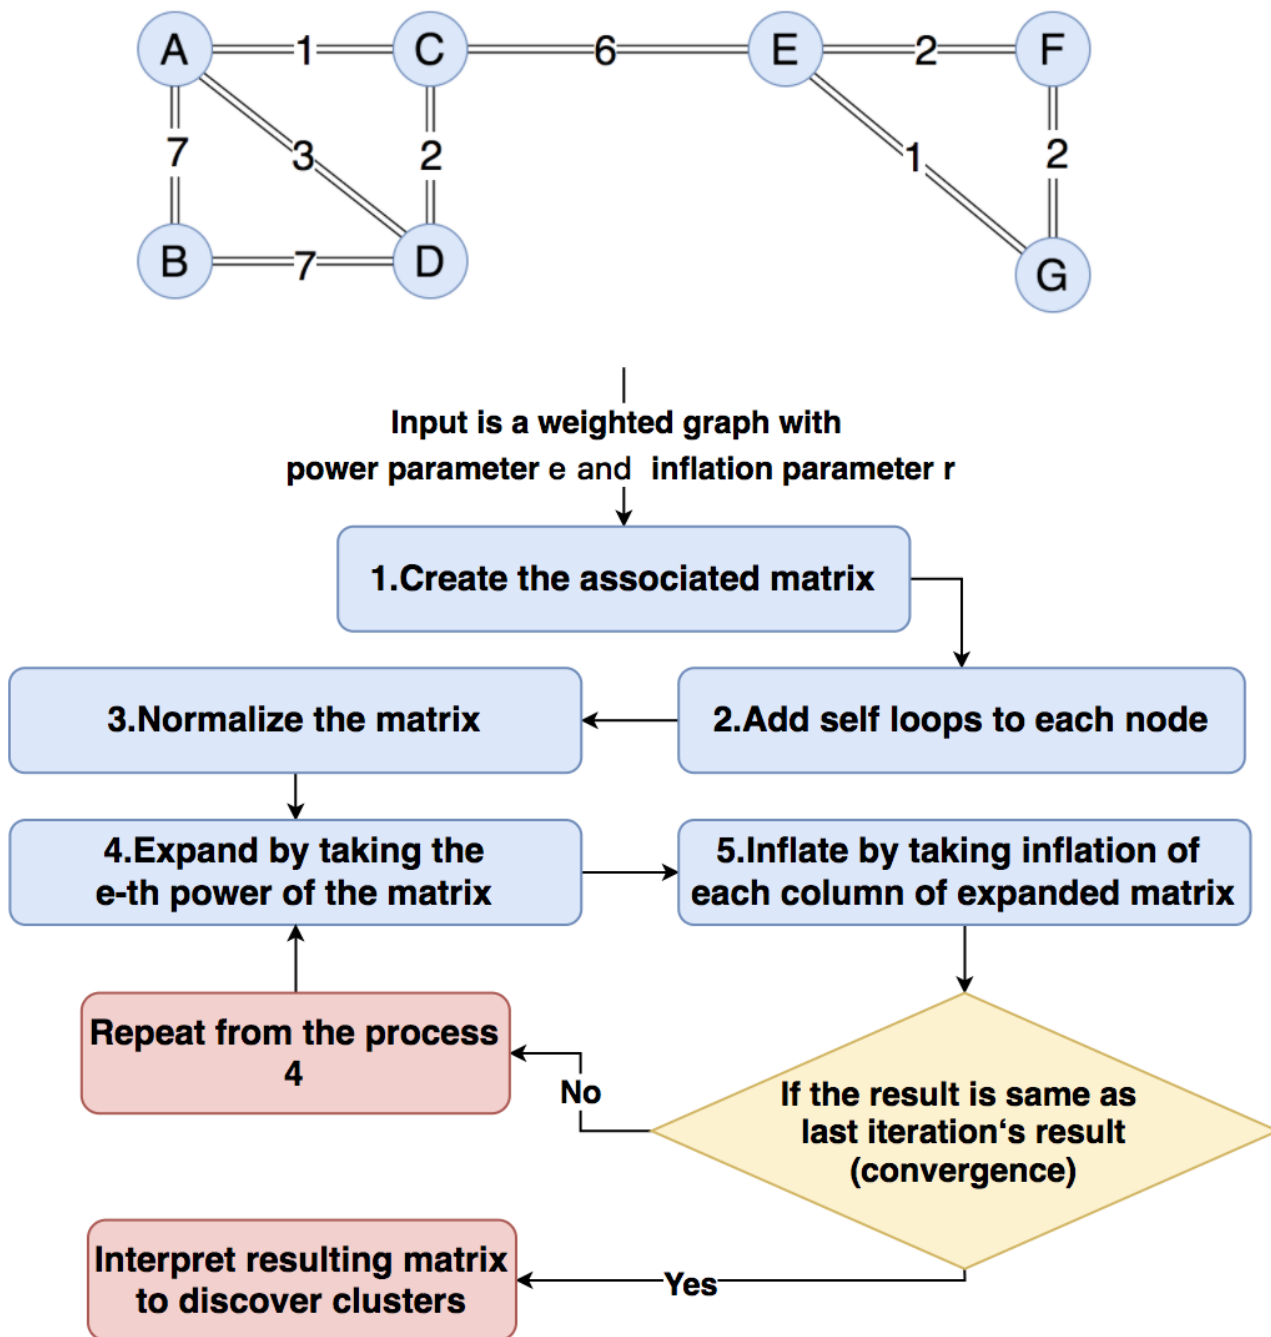 A 1 C 6 E 2 F
7 3 2 1 2
B 7 D G
Input is a weighted graph with
power parameter e and inflation parameter r
1.Create the associated matrix
3.Normalize the matrix
2.Add self loops to each node
4.Expand by taking the
e-th power of the matrix
5.Inflate by taking inflation of
each column of expanded matrix
Repeat from the process
4
No
If the result is same as
last iteration‘s result
(convergence)
Interpret resulting matrix
to discover clusters
Yes